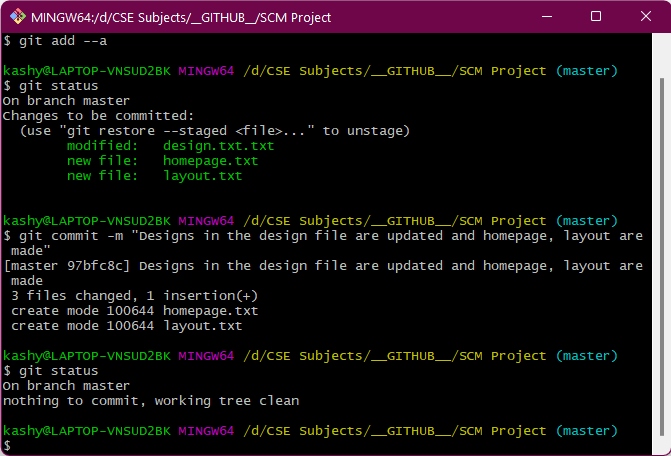 MINGW64:/d/CSE Subjects/__GITHUB__/SCM Project
$ git add --a
kashy@LAPTOP-VNSUD2BK MINGW64 /d/CSE Subjects/__GITHUB__/SCM Project (master)
$ git status
On branch master
Changes to be committed:
  (use "git restore --staged <file>..." to unstage)
        modified:   design.txt.txt
        new file:   homepage.txt
        new file:   layout.txt
kashy@LAPTOP-VNSUD2BK MINGW64 /d/CSE Subjects/__GITHUB__/SCM Project (master)
$ git commit -m "Designs in the design file are updated and homepage, layout are
 made"
[master 97bfc8c] Designs in the design file are updated and homepage, layout are
 made
 3 files changed, 1 insertion(+)
 create mode 100644 homepage.txt
 create mode 100644 layout.txt
kashy@LAPTOP-VNSUD2BK MINGW64 /d/CSE Subjects/__GITHUB__/SCM Project (master)
$ git status
On branch master
nothing to commit, working tree clean
kashy@LAPTOP-VNSUD2BK MINGW64 /d/CSE Subjects/__GITHUB__/SCM Project (master)
$